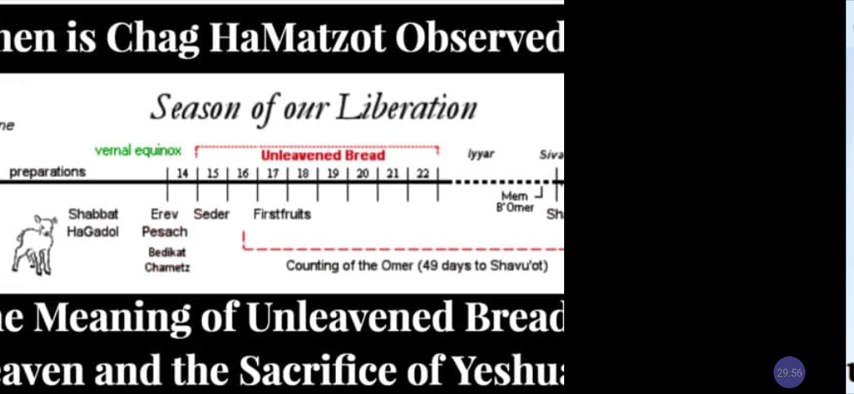 hen is Chag HaMatzot Observed
Season of our Liberation
ne
vernal equinox Unleavened Bread Iyyar Siva
preparations 14 15 16 17 18 19 20 21 22
Mem
B'Omer Sh
Shabbat Erev Seder Firstfruits
HaGadol Pesach
Bedikat
Chametz
Counting of the Omer (49 days to Shavu'ot)
e Meaning of Unleavened Bread
eaven and the Sacrifice of Yeshua
29:56